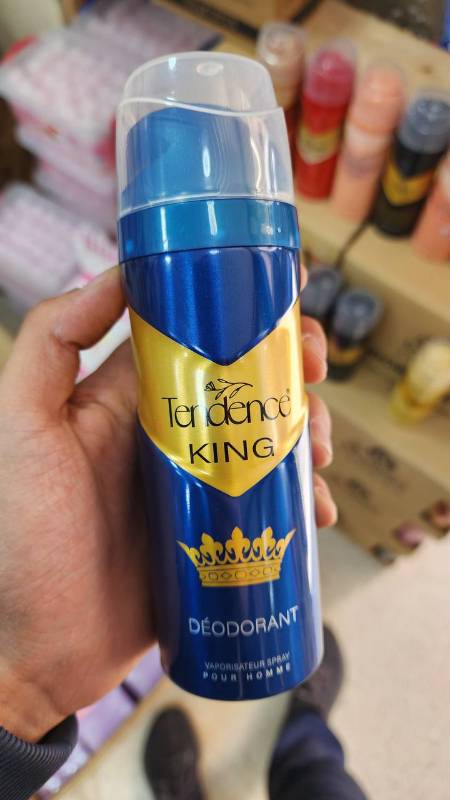 Tendence®
KING
DÉODORANT
VAPORISATEUR SPRAY
POUR HOMME